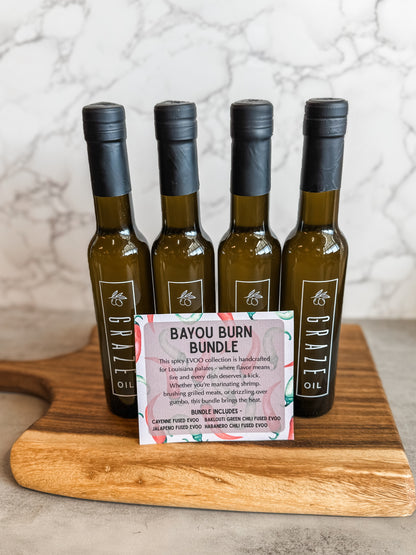 GRAZE
OIL
GRAZE
OIL
BAYOU BURN
BUNDLE
This spicy EVOO collection is handcrafted
for Louisiana palates - where flavor means
fire and every dish deserves a kick.
Whether you're marinating shrimp,
brushing grilled meats, or drizzling over
gumbo, this bundle brings the heat.
BUNDLE INCLUDES -
CAYENNE FUSED EVOO BAKLOUTI GREEN CHILI FUSED EVOO
JALAPENO FUSED EVOO HABANERO CHILI FUSED EVOO